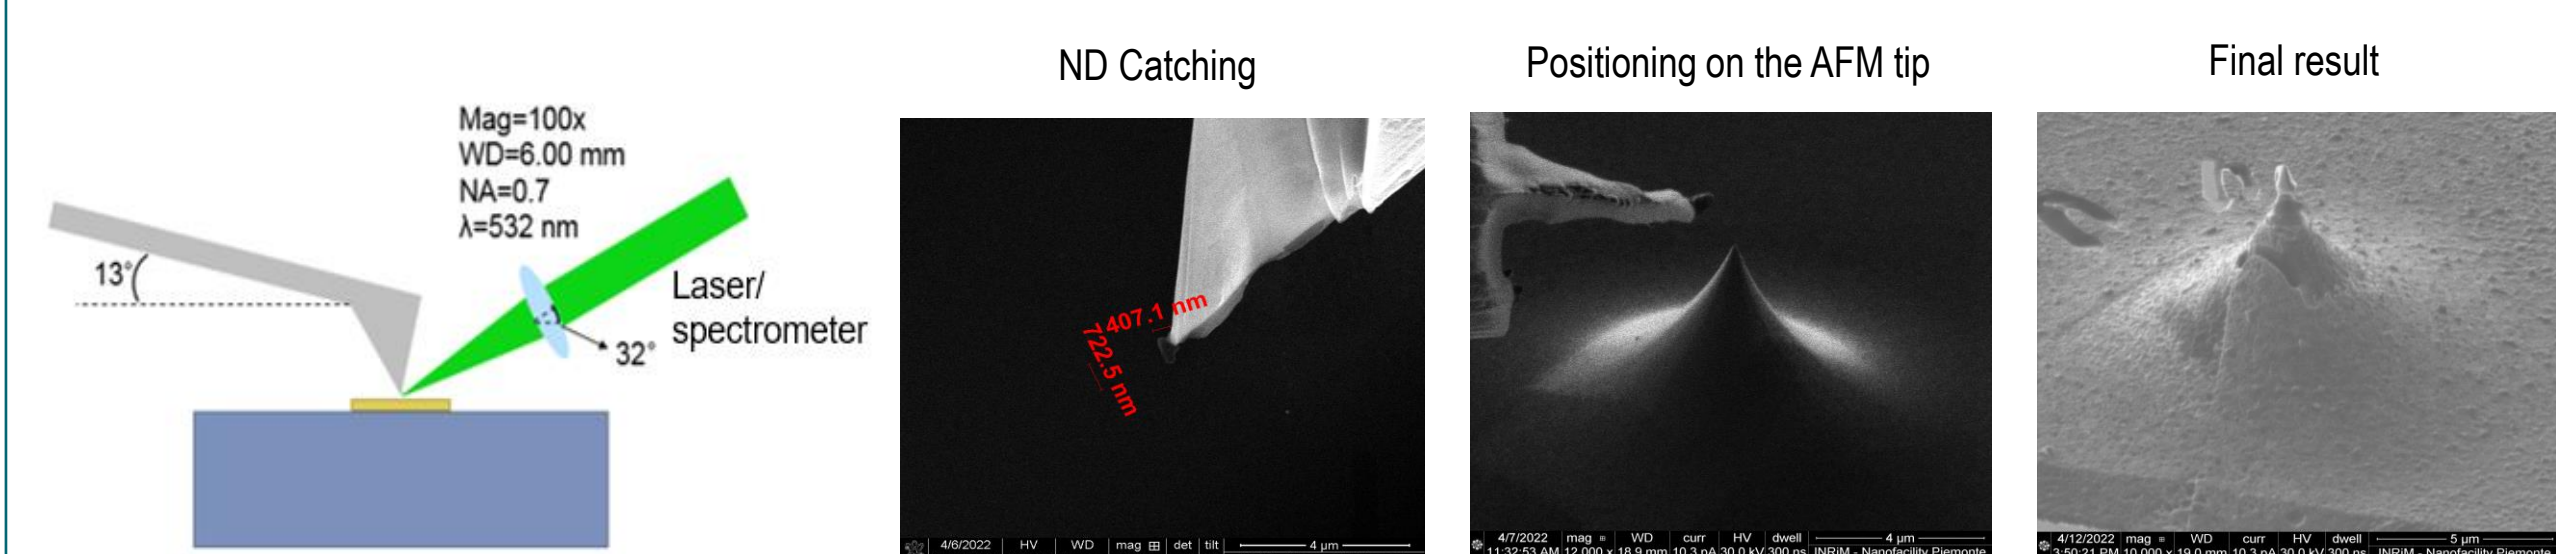 Mag=100x
WD=6.00 mm
NA=0.7
λ=532 nm
13°
Laser/
spectrometer
32°
ND Catching
1407.1 nm
722.5 nm
4/6/2022 HV WD mag ⊞ det tilt 4 µm
Positioning on the AFM tip
4/7/2022 mag ⊞ WD curr HV dwell 4 µm
11:32:53 AM 12 000 x 18.9 mm 10.3 pA 30.0 kV 300 ns INRiM - Nanofacility Piemonte
Final result
4/12/2022 mag ⊞ WD curr HV dwell 5 µm
3:50:21 PM 10 000 x 19.0 mm 10.3 pA 30.0 kV 300 ns INRiM - Nanofacility Piemonte